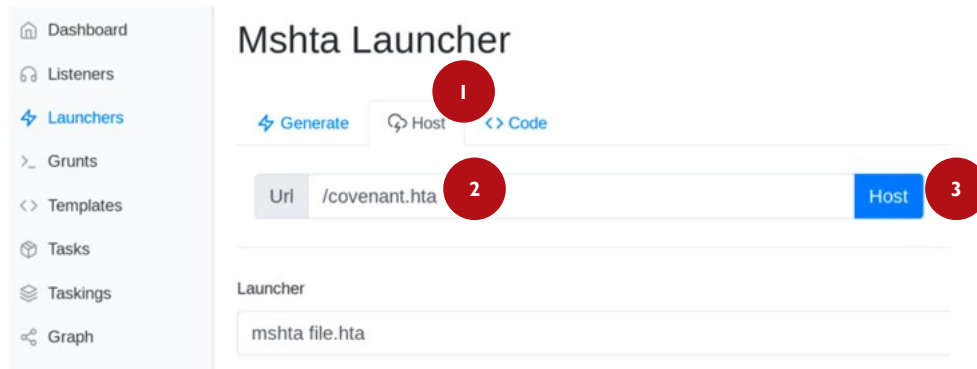 Dashboard
Listeners
Launchers
Grunts
Templates
Tasks
Taskings
Graph
Mshta Launcher
1
Generate Host <> Code
Url /covenant.hta 2 Host 3
Launcher
mshta file.hta